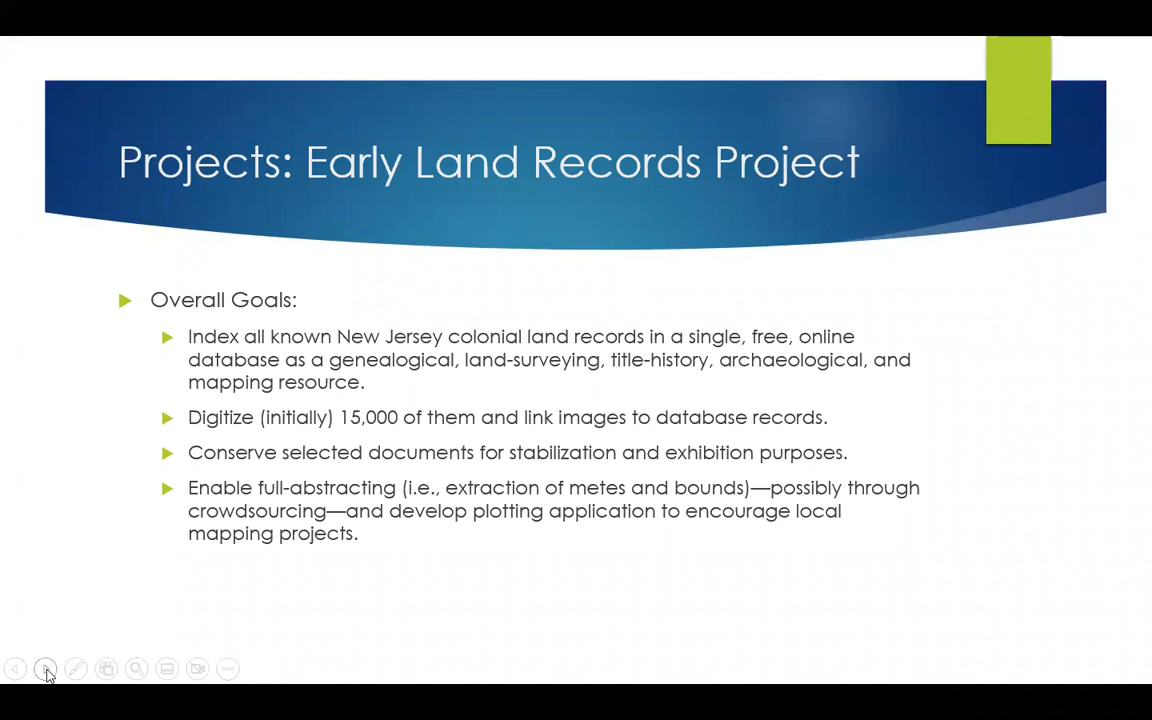 Projects: Early Land Records Project
Overall Goals:
Index all known New Jersey colonial land records in a single, free, online
database as a genealogical, land-surveying, title-history, archaeological, and
mapping resource.
Digitize (initially) 15,000 of them and link images to database records.
Conserve selected documents for stabilization and exhibition purposes.
Enable full-abstracting (i.e., extraction of metes and bounds)—possibly through
crowdsourcing—and develop plotting application to encourage local
mapping projects.